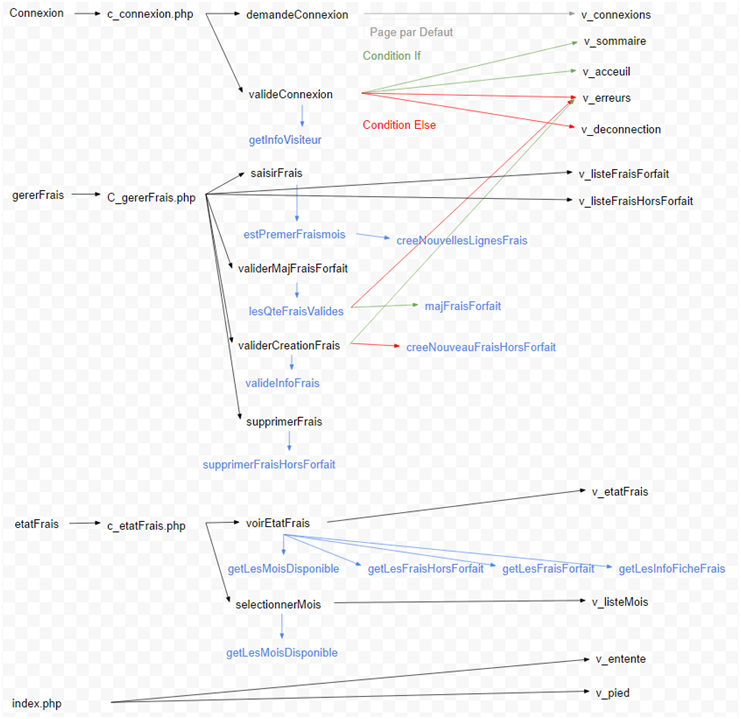 Connexion
c_connexion.php
demandeConnexion
v_connexions
Page par Defaut
v_sommaire
Condition If
v_acceuil
valideConnexion
v_erreurs
Condition Else
v_deconnection
getInfoVisiteur
saisirFrais
v_listeFraisForfait
gererFrais
C_gererFrais.php
v_listeFraisHorsForfait
estPremerFraismois
creeNouvellesLignesFrais
validerMajFraisForfait
lesQteFraisValides
majFraisForfait
validerCreationFrais
creeNouveauFraisHorsForfait
valideInfoFrais
supprimerFrais
supprimerFraisHorsForfait
v_etatFrais
etatFrais
c_etatFrais.php
voirEtatFrais
getLesMoisDisponible
getLesFraisHorsForfait
getLesFraisForfait
getLesInfoFicheFrais
selectionnerMois
v_listeMois
getLesMoisDisponible
v_entente
index.php
v_pied